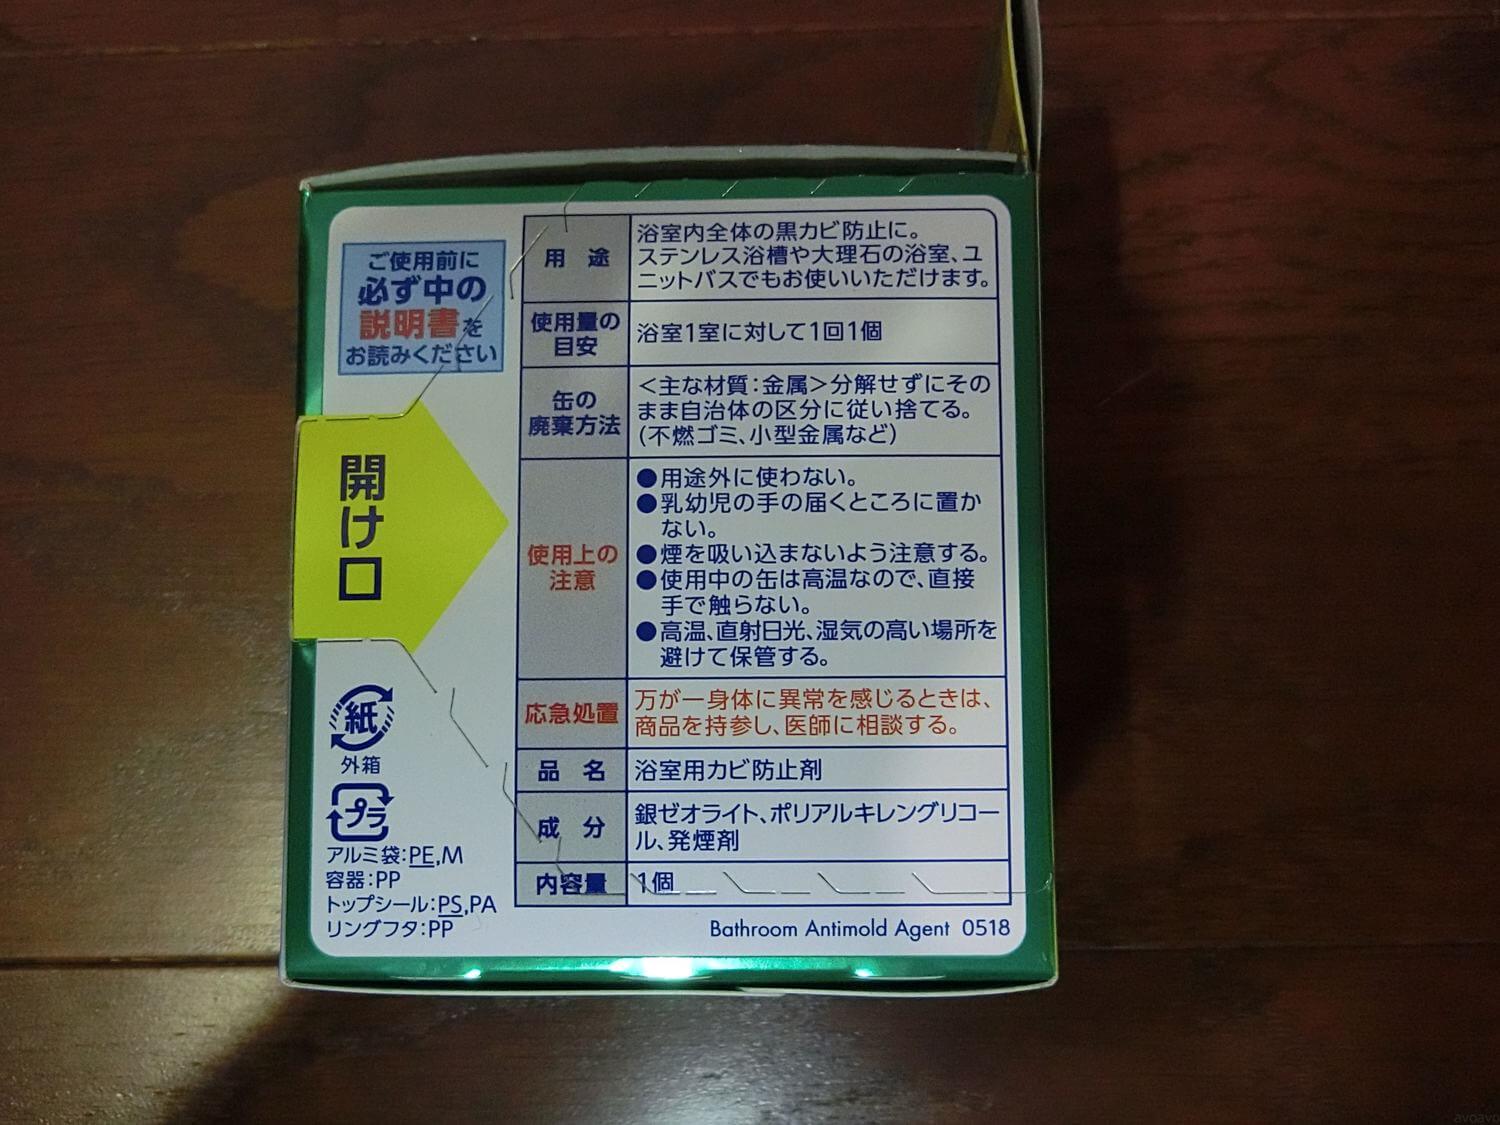 ご使用前に
必ず中の
説明書を
お読みください
開け口
紙
外箱
プラ
アルミ袋:PE,M
容器:PP
トップシール:PS,PA
リングフタ:PP
用 途
浴室内全体の黒カビ防止に。
ステンレス浴槽や大理石の浴室、ユ
ニットバスでもお使いいただけます。
使用量の
目安
浴室1室に対して1回1個
缶の
廃棄方法
<主な材質:金属>分解せずにその
まま自治体の区分に従い捨てる。
(不燃ゴミ、小型金属など)
使用上の
注意
●用途外に使わない。
●乳幼児の手の届くところに置か
ない。
●煙を吸い込まないよう注意する。
●使用中の缶は高温なので、直接
手で触らない。
●高温、直射日光、湿気の高い場所を
避けて保管する。
応急処置
万が一身体に異常を感じるときは、
商品を持参し、医師に相談する。
品 名
浴室用カビ防止剤
成 分
銀ゼオライト、ポリアルキレングリコー
ル、発煙剤
内容量
1個
Bathroom Antimold Agent 0518